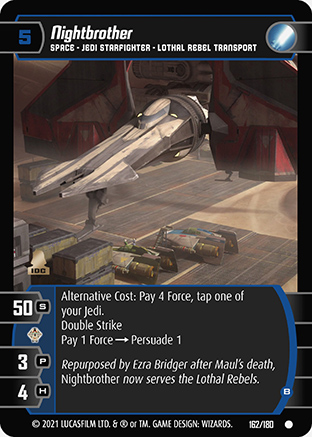 5
Nightbrother
SPACE - JEDI STARFIGHTER - LOTHAL REBEL TRANSPORT
IDC
50 S
Alternative Cost: Pay 4 Force, tap one of
your Jedi.
Double Strike
Pay 1 Force → Persuade 1
3 P
4 H
Repurposed by Ezra Bridger after Maul's death,
Nightbrother now serves the Lothal Rebels.
B
© 2021 LUCASFILM LTD. & ® or TM. GAME DESIGN: WIZARDS.
162/180